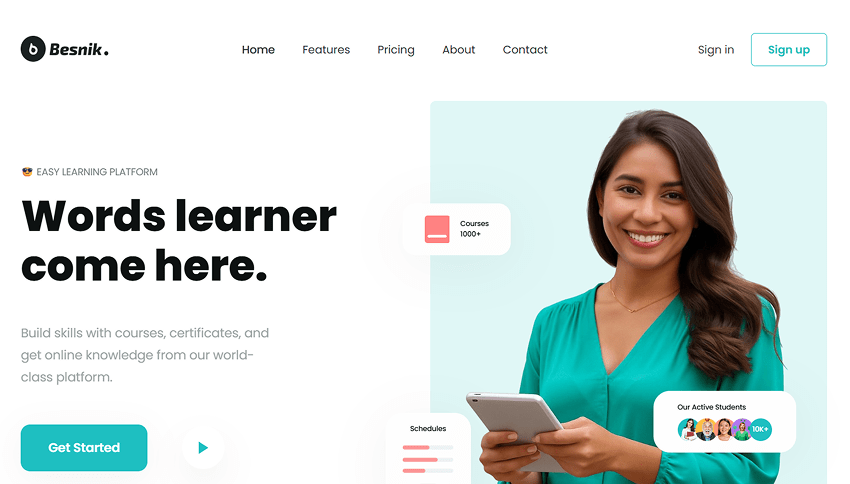 Besnik.
Home Features Pricing About Contact
Sign in Sign up
EASY LEARNING PLATFORM
Words learner
come here.
Build skills with courses, certificates, and
get online knowledge from our world-
class platform.
Get Started
Courses
1000+
Schedules
Our Active Students
10K+